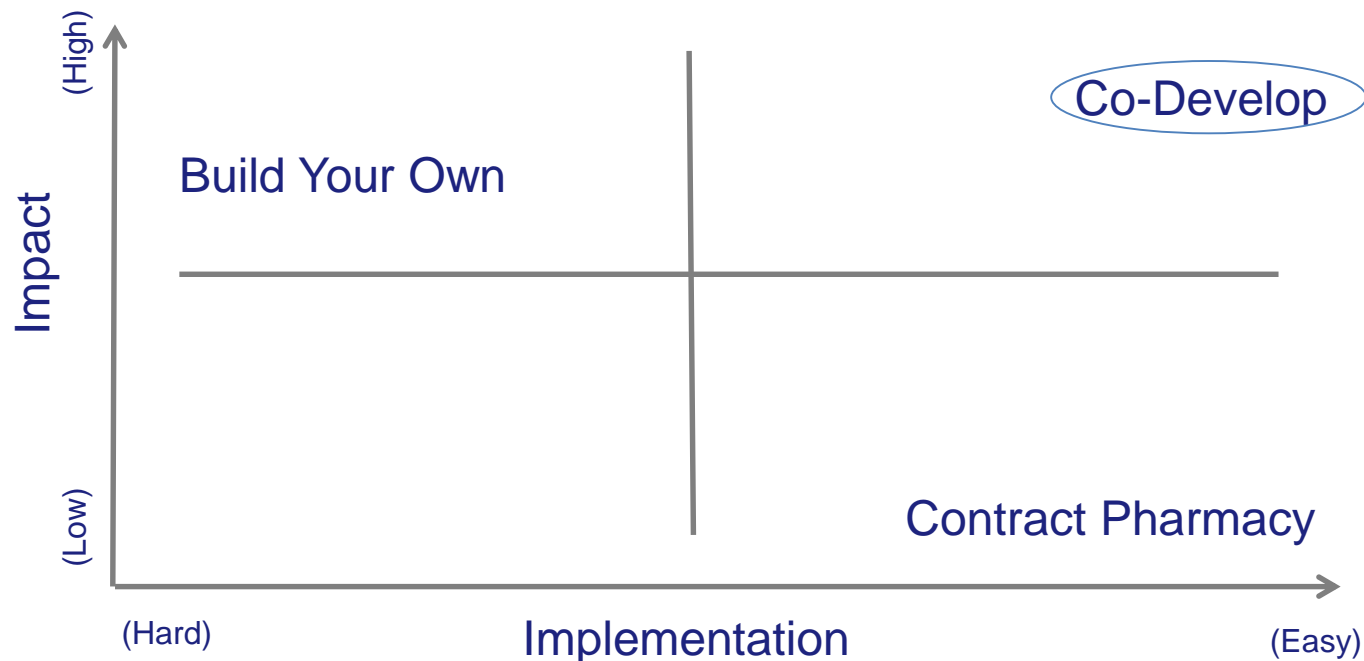 (High)
Co-Develop
Build Your Own
Impact
(Low)
Contract Pharmacy
(Hard)
Implementation
(Easy)